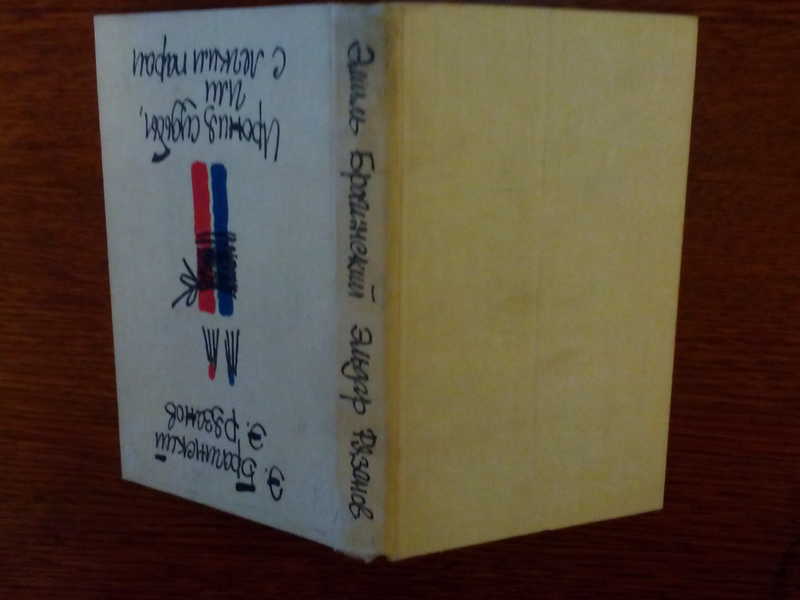 Э. Брагинский
Э. Рязанов
Ирония судьбы,
или
С легким паром
Эмиль Брагинский Эльдар Рязанов